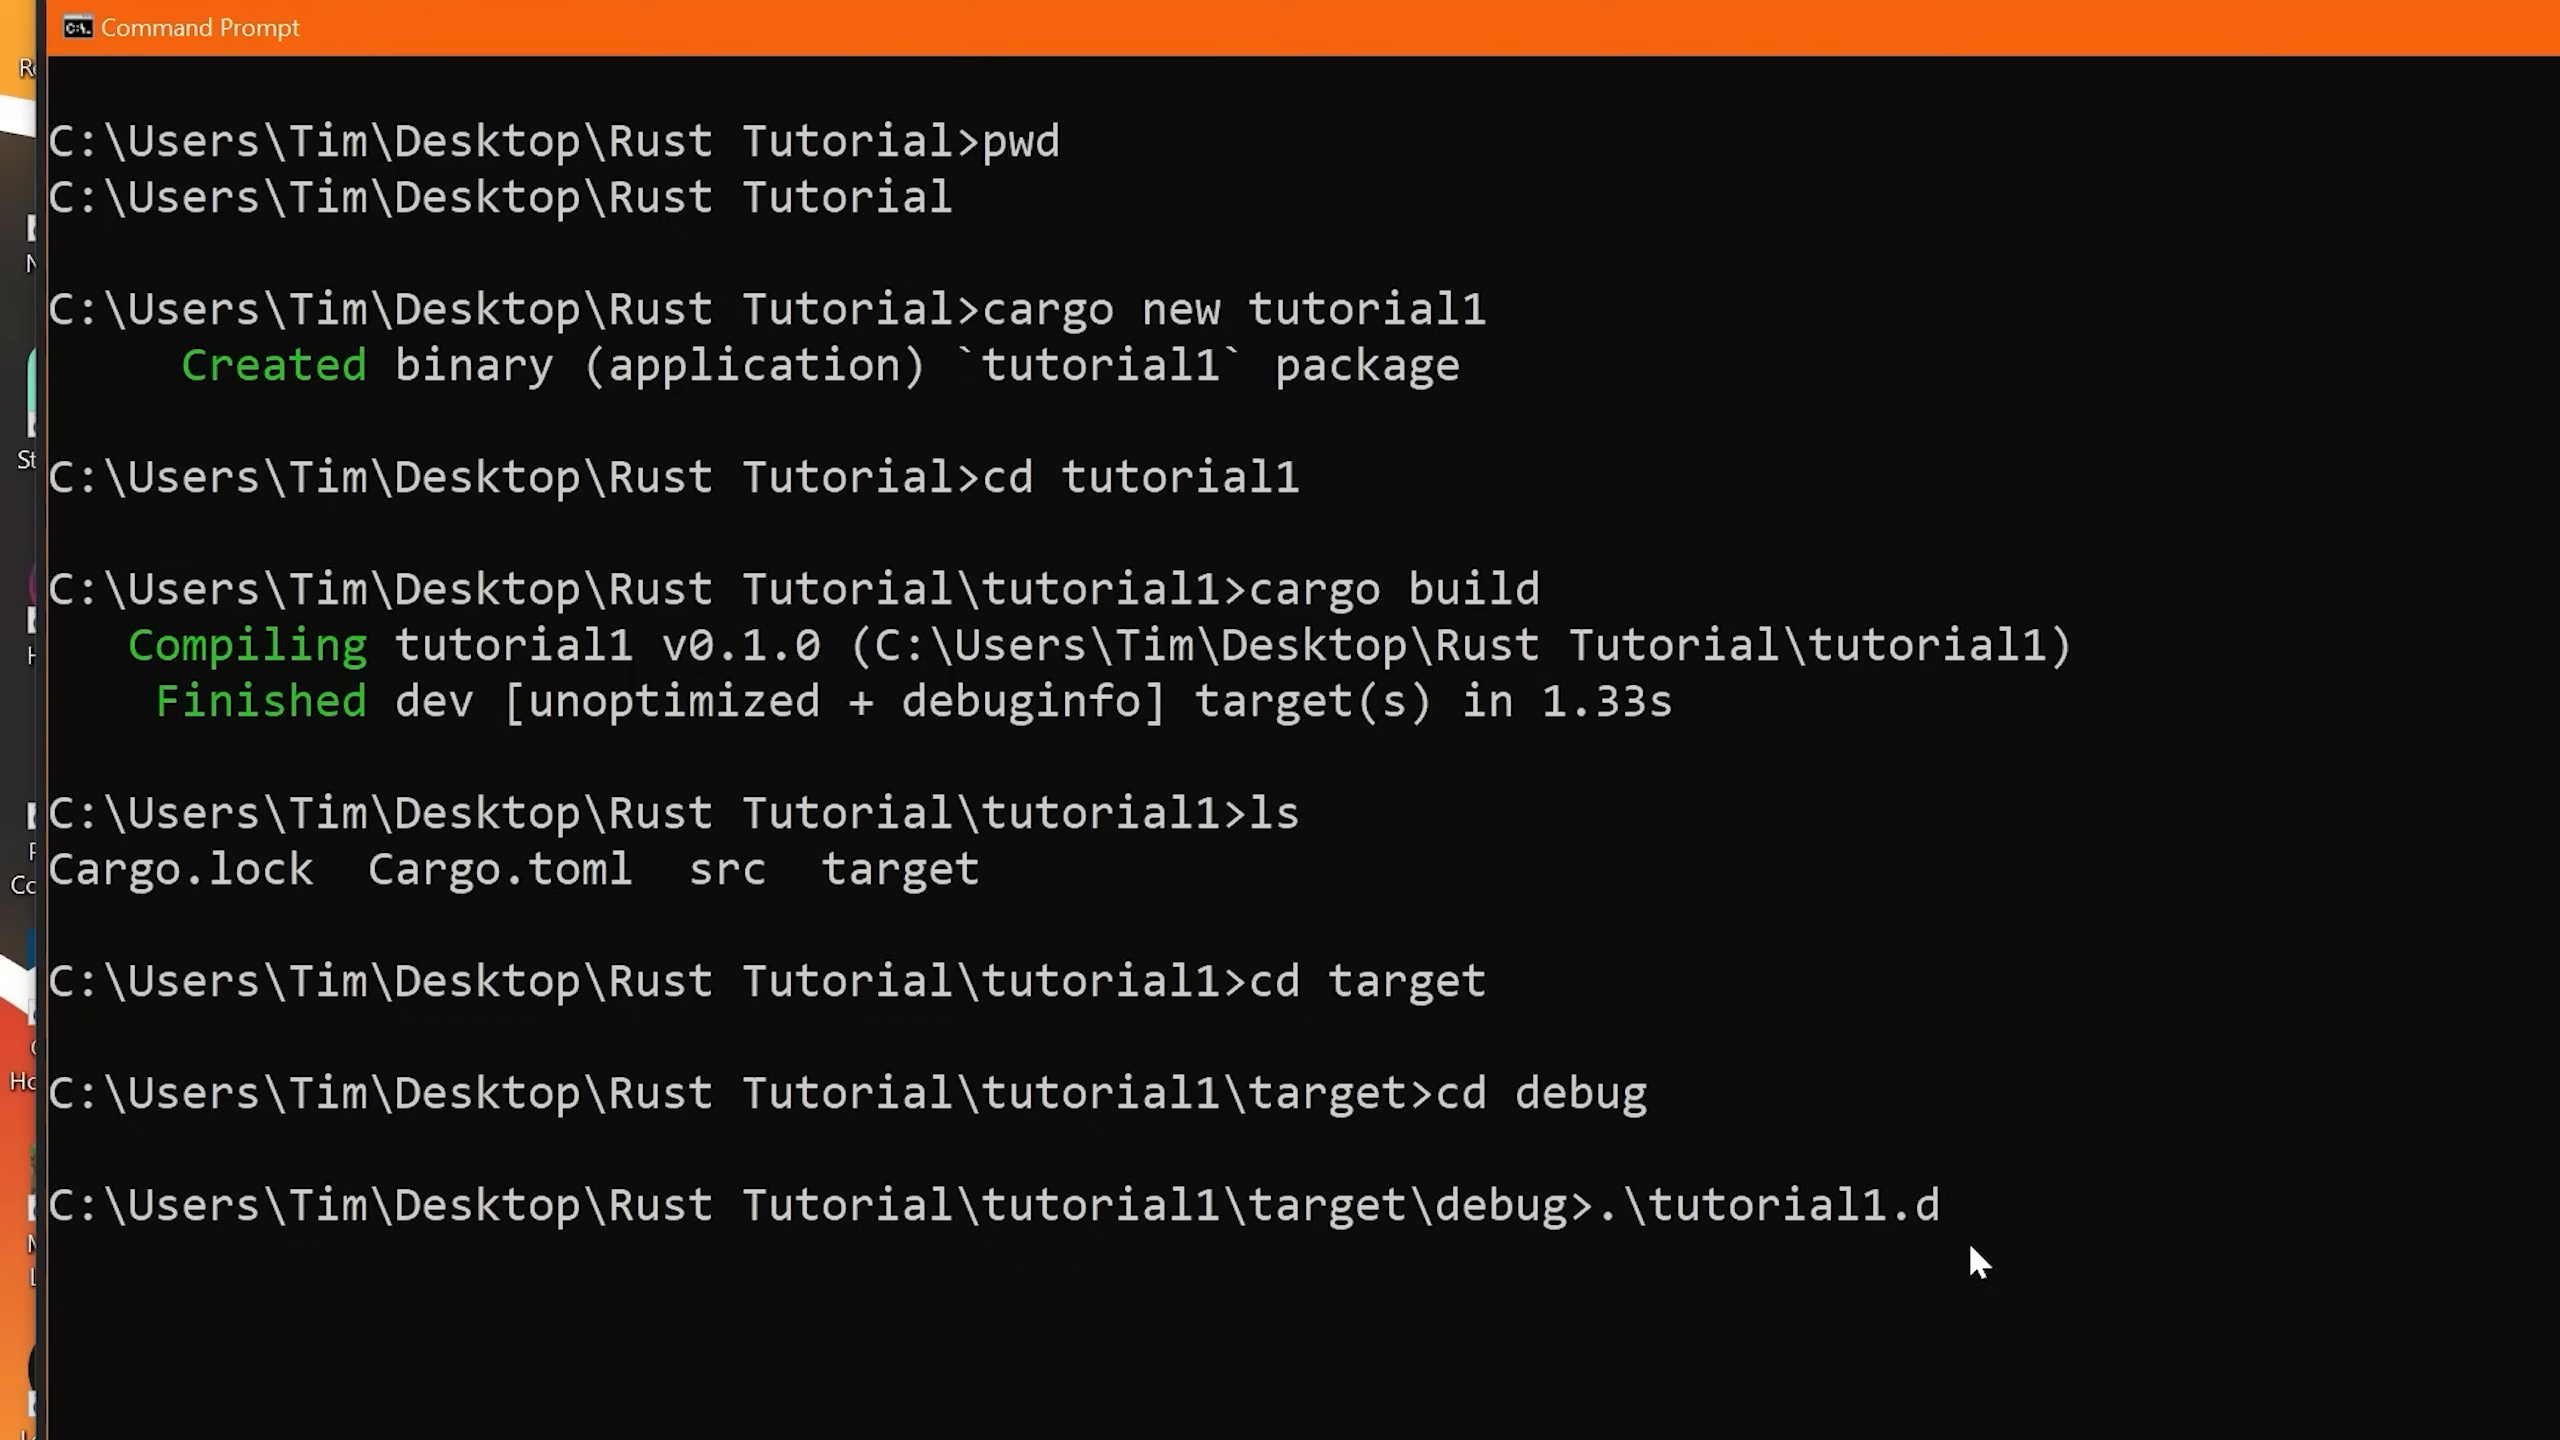 Command Prompt
C:\Users\Tim\Desktop\Rust Tutorial>pwd
C:\Users\Tim\Desktop\Rust Tutorial
C:\Users\Tim\Desktop\Rust Tutorial>cargo new tutorial1
Created binary (application) `tutorial1` package
C:\Users\Tim\Desktop\Rust Tutorial>cd tutorial1
C:\Users\Tim\Desktop\Rust Tutorial\tutorial1>cargo build
Compiling tutorial1 v0.1.0 (C:\Users\Tim\Desktop\Rust Tutorial\tutorial1)
Finished dev [unoptimized + debuginfo] target(s) in 1.33s
C:\Users\Tim\Desktop\Rust Tutorial\tutorial1>ls
Cargo.lock  Cargo.toml  src  target
C:\Users\Tim\Desktop\Rust Tutorial\tutorial1>cd target
C:\Users\Tim\Desktop\Rust Tutorial\tutorial1\target>cd debug
C:\Users\Tim\Desktop\Rust Tutorial\tutorial1\target\debug>.\tutorial1.d